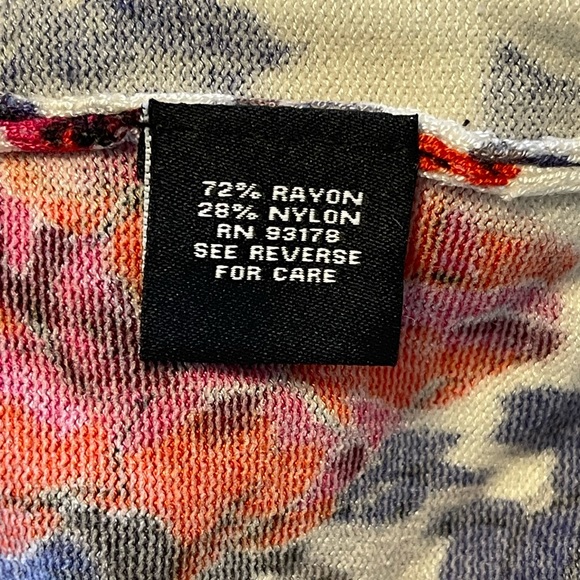 72% RAYON
28% NYLON
RN 93178
SEE REVERSE
FOR CARE